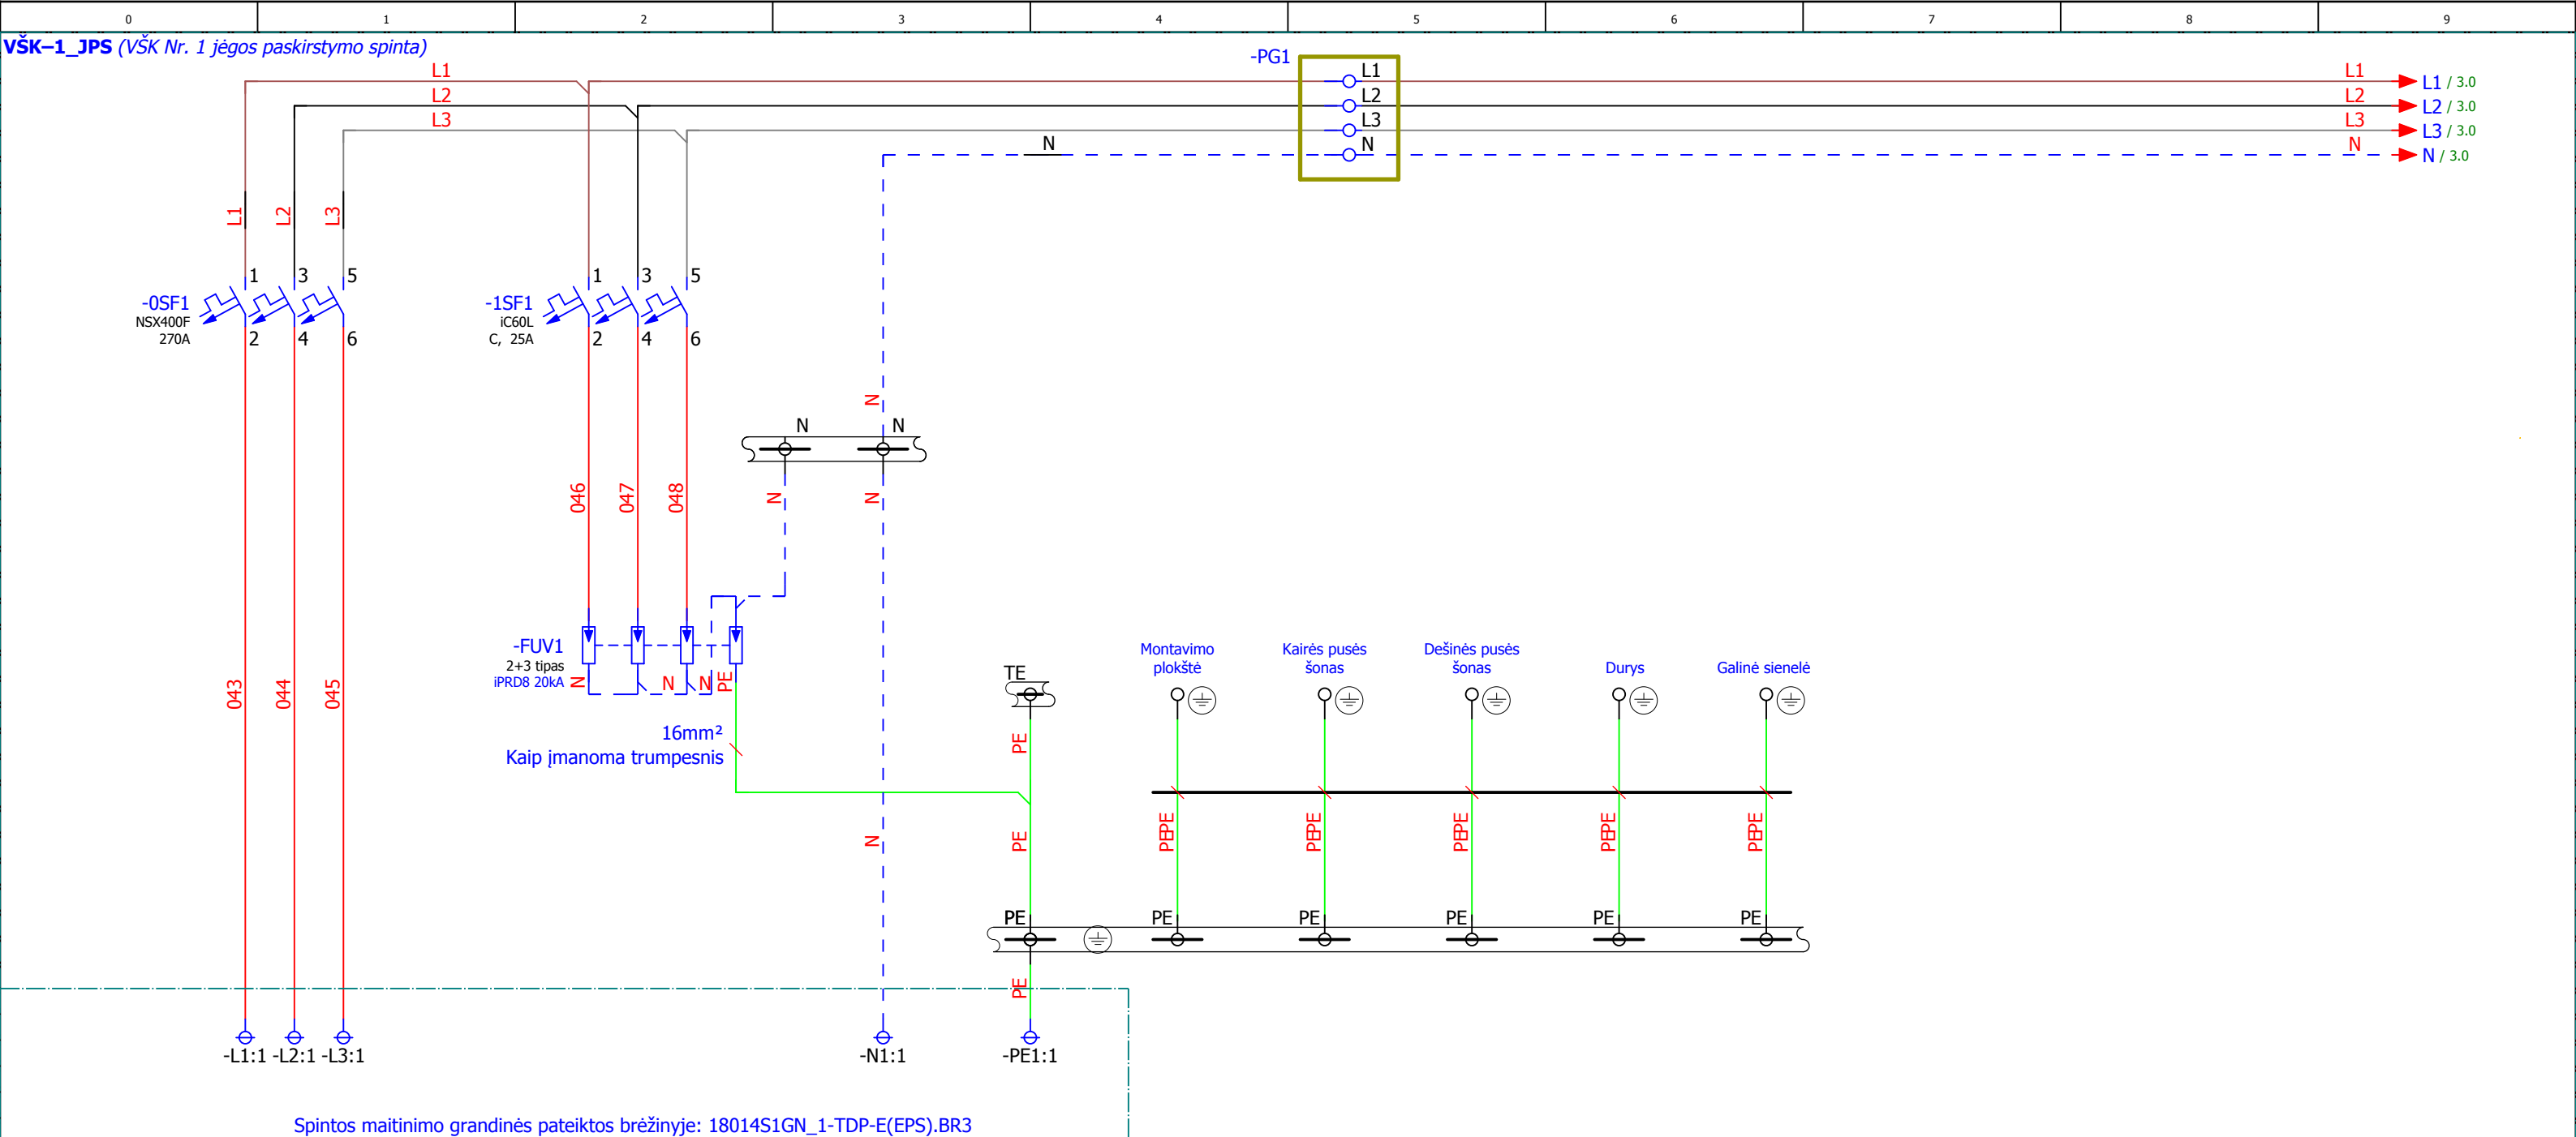 0 1 2 3 4 5 6 7 8 9
VŠK–1_JPS (VŠK Nr. 1 jėgos paskirstymo spinta)
-PG1
L1 L1 L1 L1 / 3.0
L2 L2 L2 L2 / 3.0
L3 L3 L3 L3 / 3.0
N N N N / 3.0
L1 L2 L3
1 3 5 1 3 5
-0SF1 -1SF1
NSX400F iC60L
270A C, 25A
2 4 6 2 4 6
N
N N
046 047 048 N N
-FUV1
2+3 tipas
iPRD8 20kA
N N N PE
043 044 045
16mm²
Kaip įmanoma trumpesnis
TE
Montavimo
plokštė
Kairės pusės
šonas
Dešinės pusės
šonas
Durys
Galinė sienelė
PE
N PE PEPE PEPE PEPE PEPE PEPE
PE PE PE PE PE PE
PE
-L1:1 -L2:1 -L3:1 -N1:1 -PE1:1
Spintos maitinimo grandinės pateiktos brėžinyje: 18014S1GN_1-TDP-E(EPS).BR3